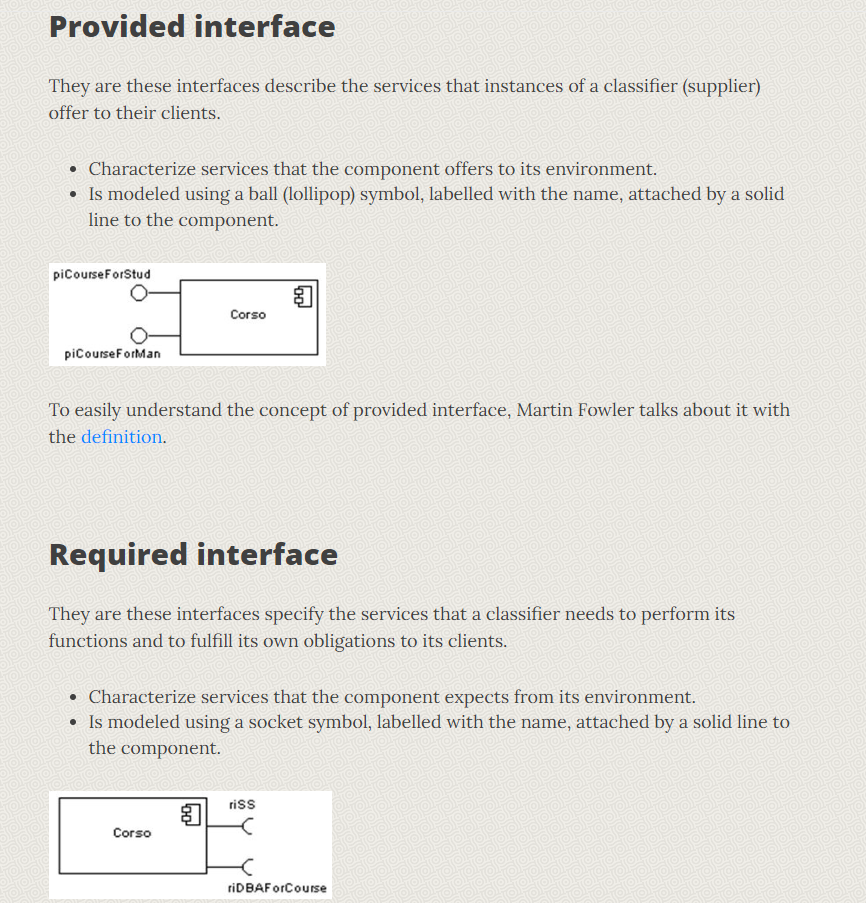 Provided interface
They are these interfaces describe the services that instances of a classifier (supplier)
offer to their clients.
• Characterize services that the component offers to its environment.
• Is modeled using a ball (lollipop) symbol, labelled with the name, attached by a solid
line to the component.
piCourseForStud
Corso
piCourseForMan
To easily understand the concept of provided interface, Martin Fowler talks about it with
the definition.
Required interface
They are these interfaces specify the services that a classifier needs to perform its
functions and to fulfill its own obligations to its clients.
• Characterize services that the component expects from its environment.
• Is modeled using a socket symbol, labelled with the name, attached by a solid line to
the component.
riSS
Corso
riDBAForCourse